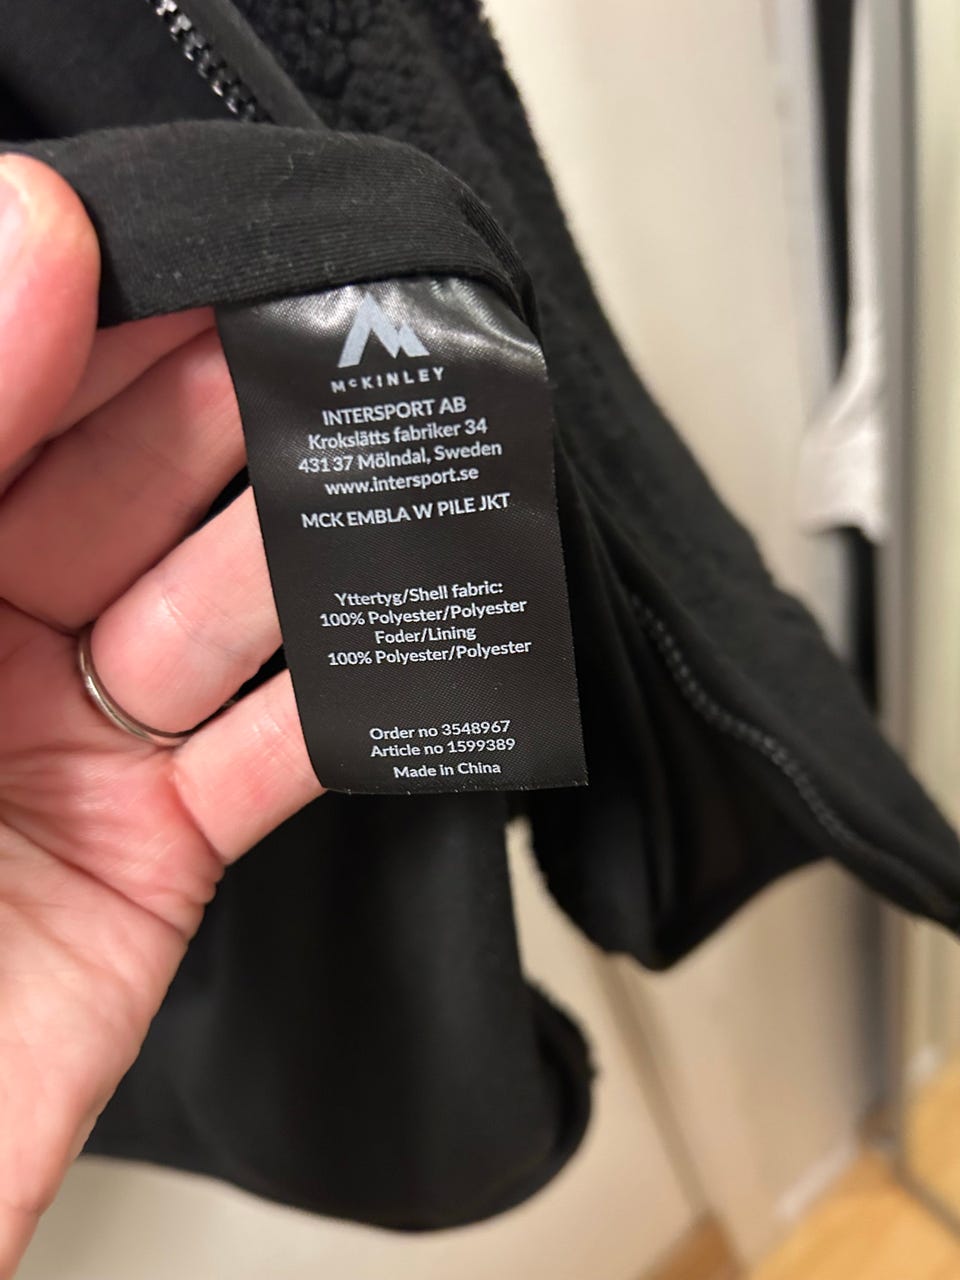 McKINLEY
INTERSPORT AB
Krokslätts fabriker 34
431 37 Mölndal, Sweden
www.intersport.se
MCK EMBLA W PILE JKT
Yttertyg/Shell fabric:
100% Polyester/Polyester
Foder/Lining
100% Polyester/Polyester
Order no 3548967
Article no 1599389
Made in China